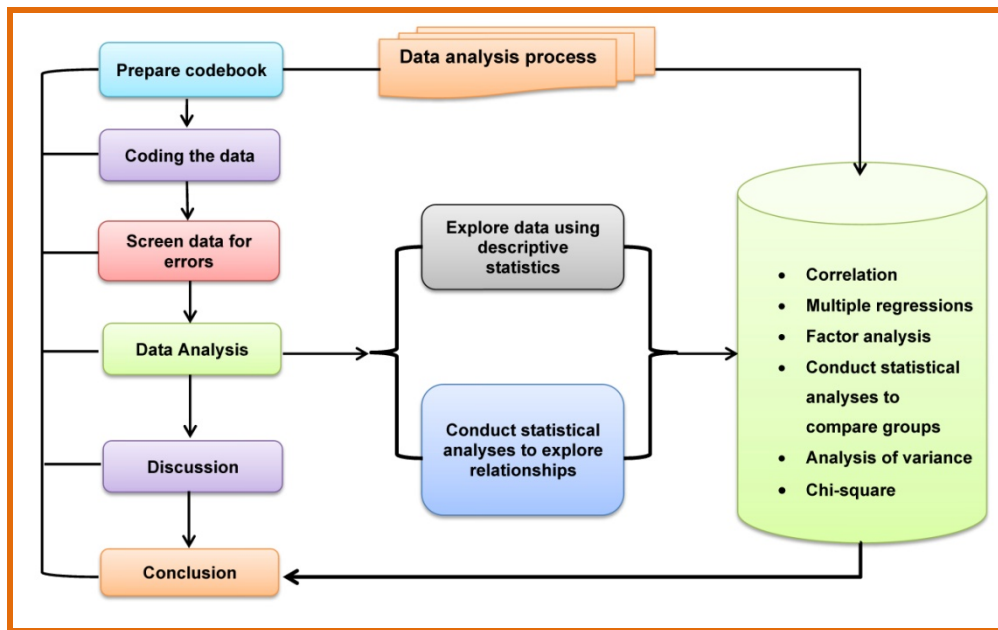 Prepare codebook
Data analysis process
Coding the data
Screen data for
errors
Data Analysis
Discussion
Conclusion
Explore data using
descriptive
statistics
Conduct statistical
analyses to explore
relationships
• Correlation
• Multiple regressions
• Factor analysis
• Conduct statistical
analyses to
compare groups
• Analysis of variance
• Chi-square